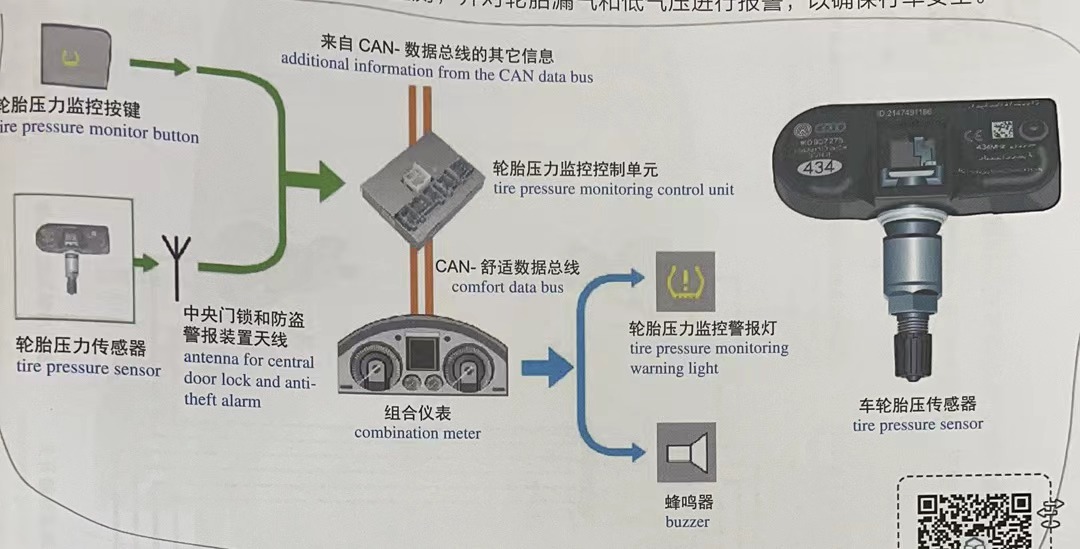 并对轮胎漏气和低气压进行报警，以确保行车安全。
来自 CAN- 数据总线的其它信息
additional information from the CAN data bus
轮胎压力监控按键
tire pressure monitor button
轮胎压力监控控制单元
tire pressure monitoring control unit
CAN- 舒适数据总线
comfort data bus
中央门锁和防盗
警报装置天线
antenna for central
door lock and anti-
theft alarm
轮胎压力传感器
tire pressure sensor
轮胎压力监控警报灯
tire pressure monitoring
warning light
组合仪表
combination meter
蜂鸣器
buzzer
ID:2147491186
434
CE
车轮胎压传感器
tire pressure sensor